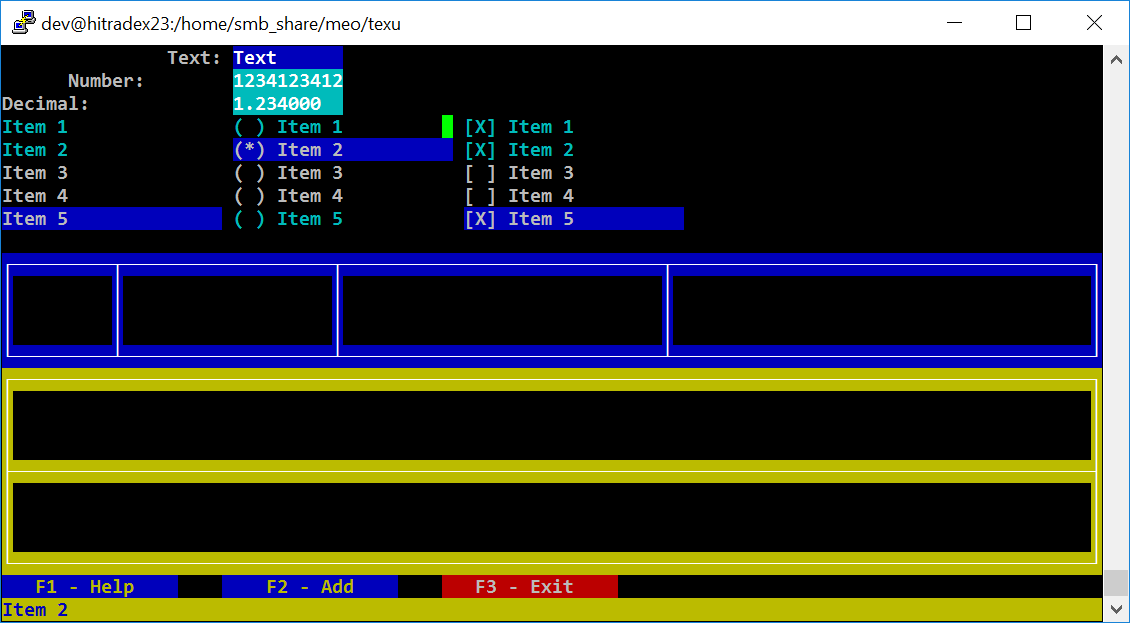 dev@hitradex23:/home/smb_share/meo/texu
Text: Text
Number: 1234123412
Decimal: 1.234000
Item 1 ( ) Item 1 [X] Item 1
Item 2 (*) Item 2 [X] Item 2
Item 3 ( ) Item 3 [ ] Item 3
Item 4 ( ) Item 4 [ ] Item 4
Item 5 ( ) Item 5 [X] Item 5
F1 - Help F2 - Add F3 - Exit
Item 2